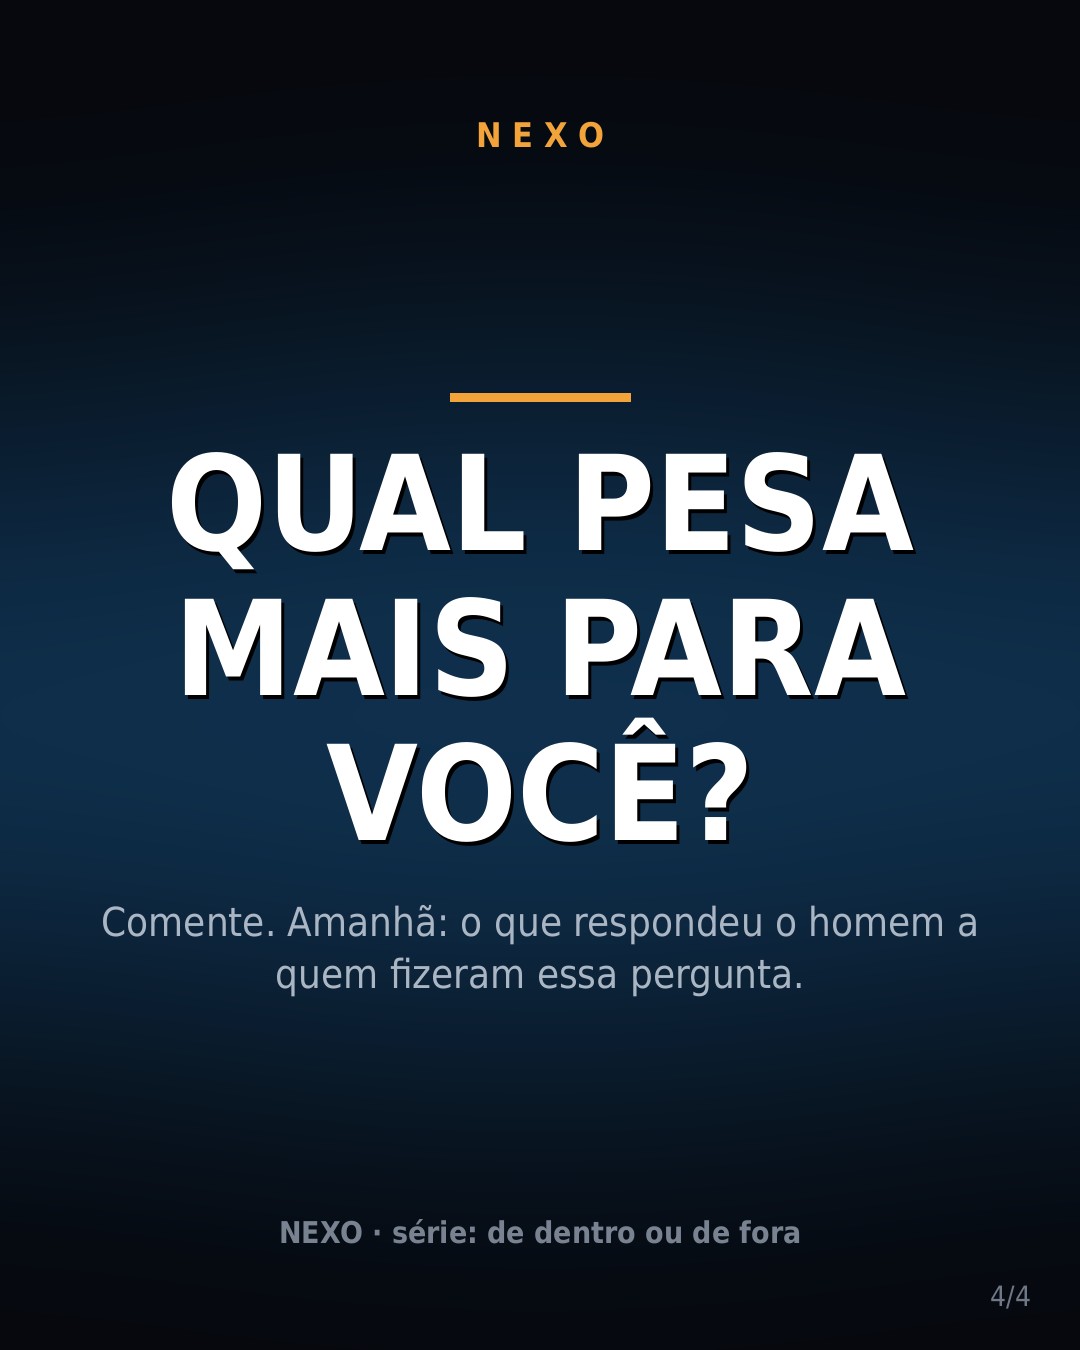 NEXO
QUAL PESA
MAIS PARA
VOCÊ?
Comente. Amanhã: o que respondeu o homem a
quem fizeram essa pergunta.
NEXO · série: de dentro ou de fora
4/4